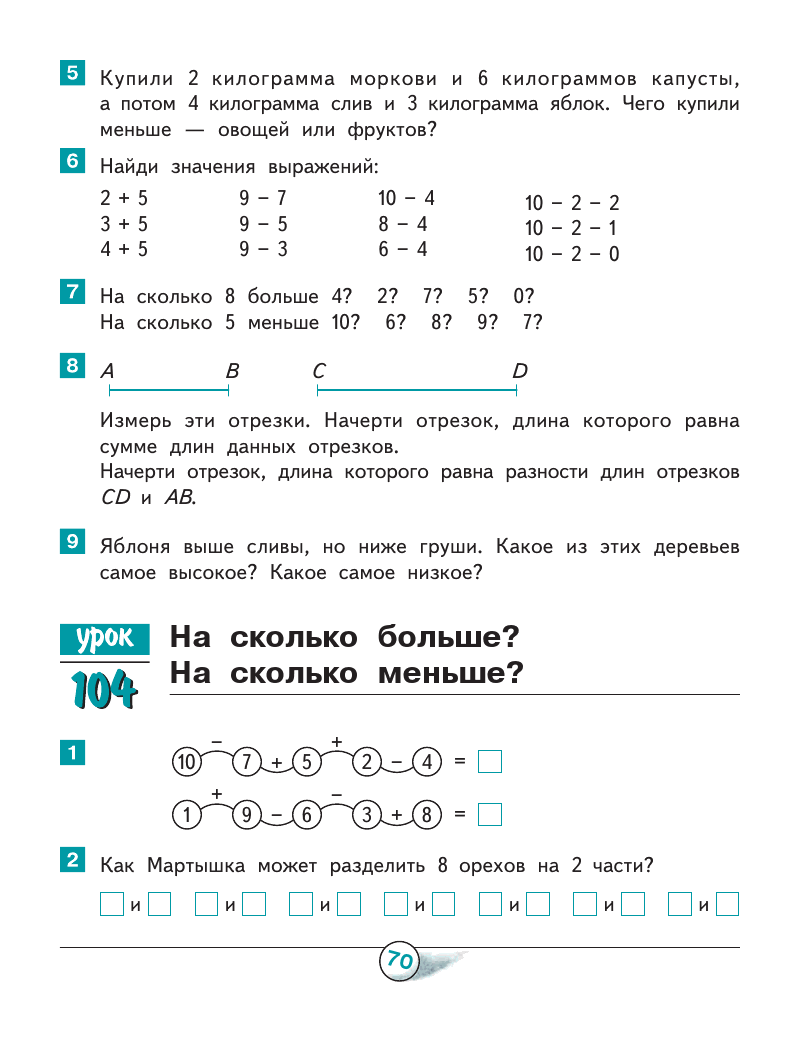 5 Купили 2 килограмма моркови и 6 килограммов капусты,
а потом 4 килограмма слив и 3 килограмма яблок. Чего купили
меньше — овощей или фруктов?
6 Найди значения выражений:
2 + 5 9 – 7 10 – 4 10 – 2 – 2
3 + 5 9 – 5 8 – 4 10 – 2 – 1
4 + 5 9 – 3 6 – 4 10 – 2 – 0
7 На сколько 8 больше 4? 2? 7? 5? 0?
На сколько 5 меньше 10? 6? 8? 9? 7?
8 A B C D
Измерь эти отрезки. Начерти отрезок, длина которого равна
сумме длин данных отрезков.
Начерти отрезок, длина которого равна разности длин отрезков
CD и AB.
9 Яблоня выше сливы, но ниже груши. Какое из этих деревьев
самое высокое? Какое самое низкое?
урок
104
На сколько больше?
На сколько меньше?
1 10 – 7 + 5 + 2 – 4 =
1 + 9 – 6 – 3 + 8 =
2 Как Мартышка может разделить 8 орехов на 2 части?
и и и и и и и
70